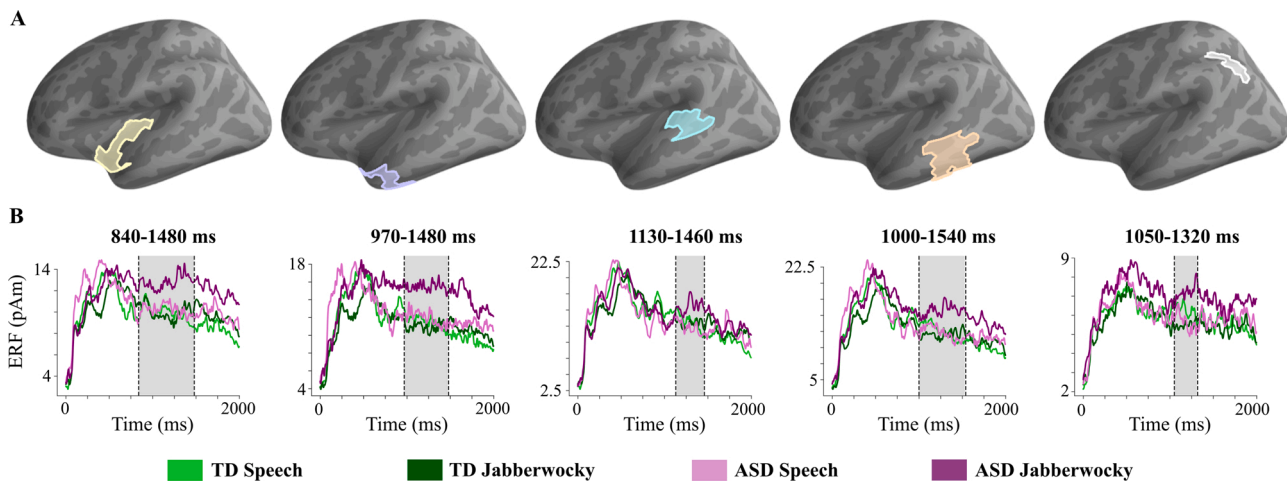 A
B
840-1480 ms 970-1480 ms 1130-1460 ms 1000-1540 ms 1050-1320 ms
ERF (pAm)
14
4
0 2000
Time (ms)
18
4
0 2000
Time (ms)
22.5
2.5
0 2000
Time (ms)
22.5
5
0 2000
Time (ms)
9
2
0 2000
Time (ms)
TD Speech TD Jabberwocky ASD Speech ASD Jabberwocky